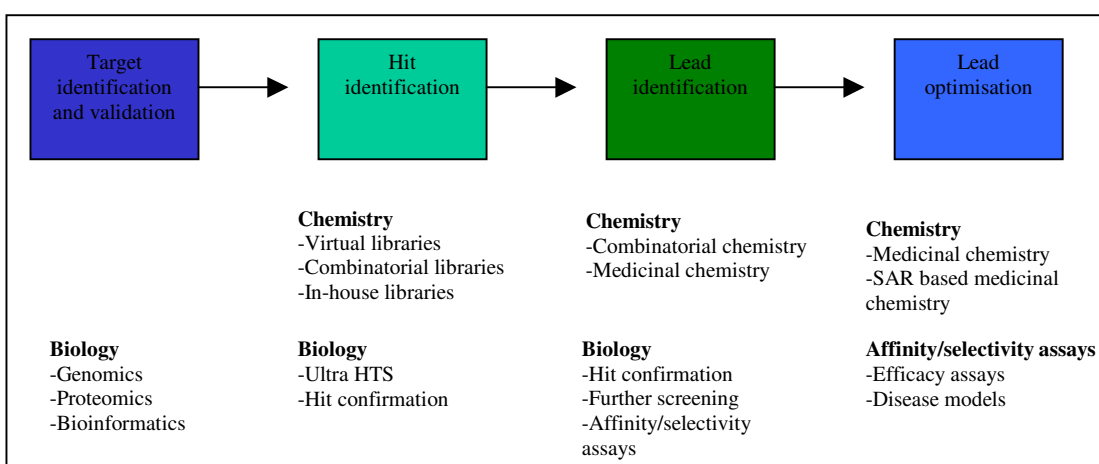 Target
identification
and validation
Hit
identification
Lead
identification
Lead
optimisation
Chemistry
-Virtual libraries
-Combinatorial libraries
-In-house libraries
Chemistry
-Combinatorial chemistry
-Medicinal chemistry
Chemistry
-Medicinal chemistry
-SAR based medicinal
chemistry
Biology
-Genomics
-Proteomics
-Bioinformatics
Biology
-Ultra HTS
-Hit confirmation
Biology
-Hit confirmation
-Further screening
-Affinity/selectivity
assays
Affinity/selectivity assays
-Efficacy assays
-Disease models